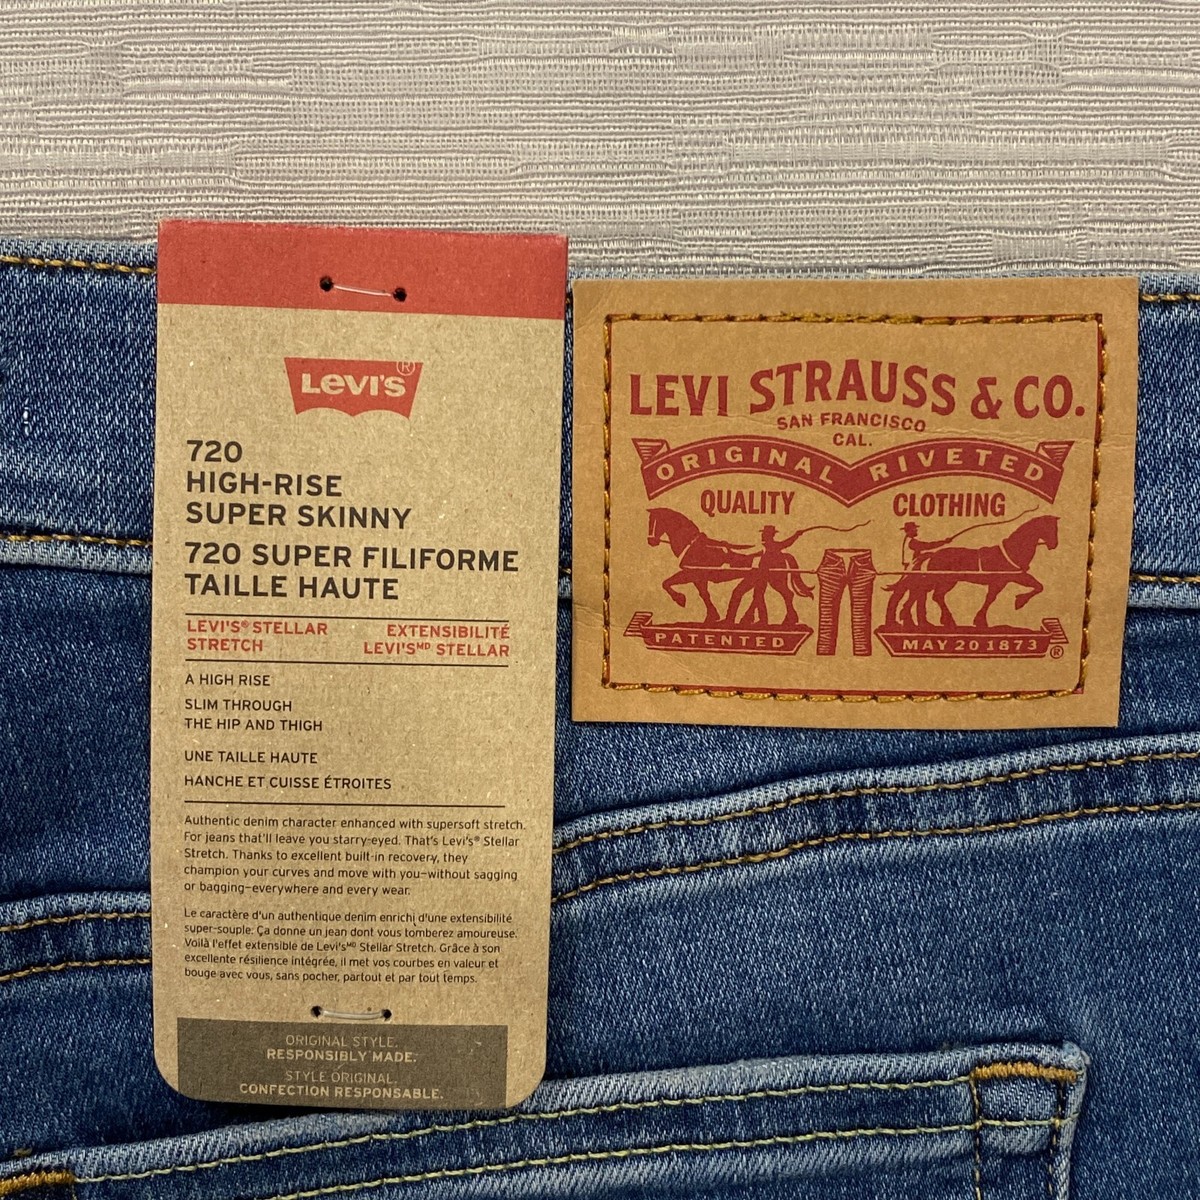 Levi's®
720
HIGH-RISE
SUPER SKINNY
720 SUPER FILIFORME
TAILLE HAUTE
LEVI'S® STELLAR
STRETCH
EXTENSIBILITÉ
LEVI'Sᴹᴰ STELLAR
A HIGH RISE
SLIM THROUGH
THE HIP AND THIGH
UNE TAILLE HAUTE
HANCHE ET CUISSE ÉTROITES
Authentic denim character enhanced with supersoft stretch.
For jeans that'll leave you starry-eyed. That's Levi's® Stellar
Stretch. Thanks to excellent built-in recovery, they
champion your curves and move with you—without sagging
or bagging—everywhere and every wear.
Le caractère d'un authentique denim enrichi d'une extensibilité
super-souple. Ça donne un jean dont vous tomberez amoureuse.
Voilà l'effet extensible de Levi'sᴹᴰ Stellar Stretch. Grâce à son
excellente résilience intégrée, il met vos courbes en valeur et
bouge avec vous, sans pocher, partout et par tout temps.
ORIGINAL STYLE.
RESPONSIBLY MADE.
STYLE ORIGINAL.
CONFECTION RESPONSABLE.
LEVI STRAUSS & CO.
SAN FRANCISCO
CAL.
ORIGINAL RIVETED
QUALITY CLOTHING
PATENTED MAY 20 1873 ®